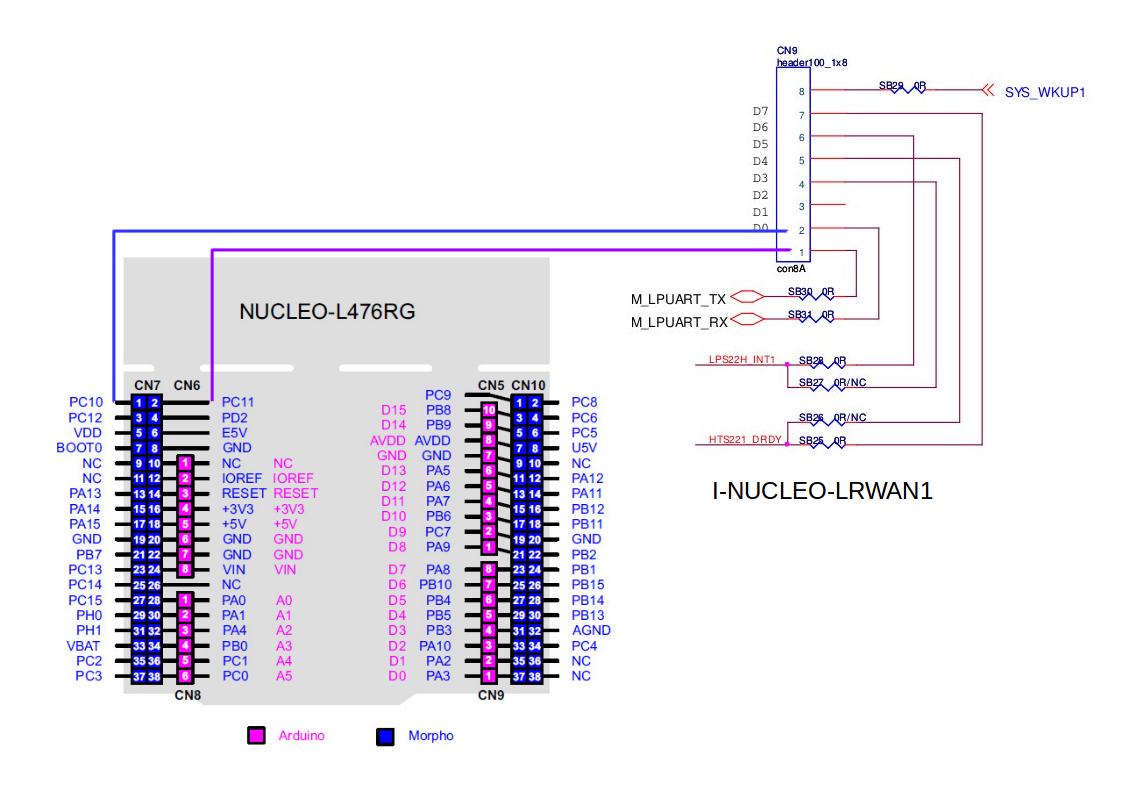 CN9
header100_1x8
8 SB29 0R SYS_WKUP1
D7 7
D6 6
D5 5
D4 4
D3 3
D2 2
D1 1
D0
con8A
M_LPUART_TX SB30 0R
M_LPUART_RX SB31 0R
LPS22H_INT1 SB28 0R
SB27 0R/NC
SB26 0R/NC
HTS221_DRDY SB25 0R
I-NUCLEO-LRWAN1
NUCLEO-L476RG
CN7 CN6 CN5 CN10
PC9
PC10 1 2 PC11 1 2 PC8
PC12 3 4 PD2 D15 PB8 10 3 4 PC6
VDD 5 6 E5V D14 PB9 9 5 6 PC5
BOOT0 7 8 GND AVDD AVDD 8 7 8 U5V
NC 9 10 1 NC NC GND GND 7 9 10 NC
NC 11 12 2 IOREF IOREF D13 PA5 6 11 12 PA12
PA13 13 14 3 RESET RESET D12 PA6 5 13 14 PA11
PA14 15 16 4 +3V3 +3V3 D11 PA7 4 15 16 PB12
PA15 17 18 5 +5V +5V D10 PB6 3 17 18 PB11
GND 19 20 6 GND GND D9 PC7 2 19 20 GND
PB7 21 22 7 GND GND D8 PA9 1 21 22 PB2
PC13 23 24 8 VIN VIN D7 PA8 8 23 24 PB1
PC14 25 26 NC D6 PB10 7 25 26 PB15
PC15 27 28 1 PA0 A0 D5 PB4 6 27 28 PB14
PH0 29 30 2 PA1 A1 D4 PB5 5 29 30 PB13
PH1 31 32 3 PA4 A2 D3 PB3 4 31 32 AGND
VBAT 33 34 4 PB0 A3 D2 PA10 3 33 34 PC4
PC2 35 36 5 PC1 A4 D1 PA2 2 35 36 NC
PC3 37 38 6 PC0 A5 D0 PA3 1 37 38 NC
CN8 CN9
Arduino Morpho